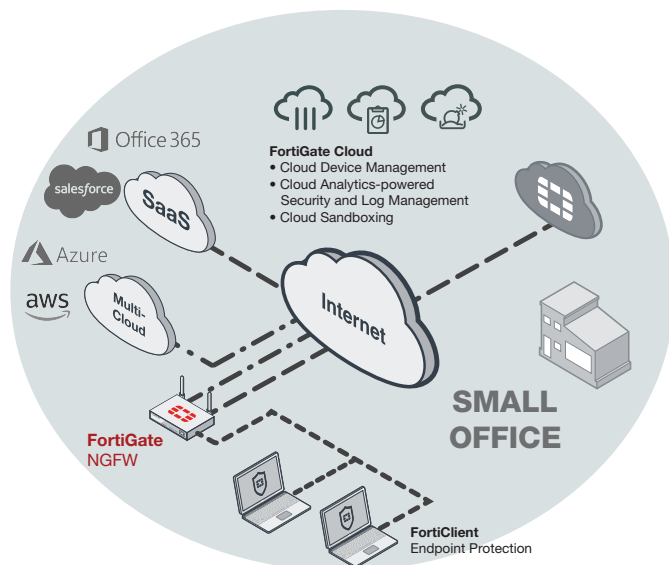 Office 365
salesforce
SaaS
Azure
aws
Multi-
Cloud
FortiGate Cloud
• Cloud Device Management
• Cloud Analytics-powered
Security and Log Management
• Cloud Sandboxing
Internet
SMALL
OFFICE
FortiGate
NGFW
FortiClient
Endpoint Protection